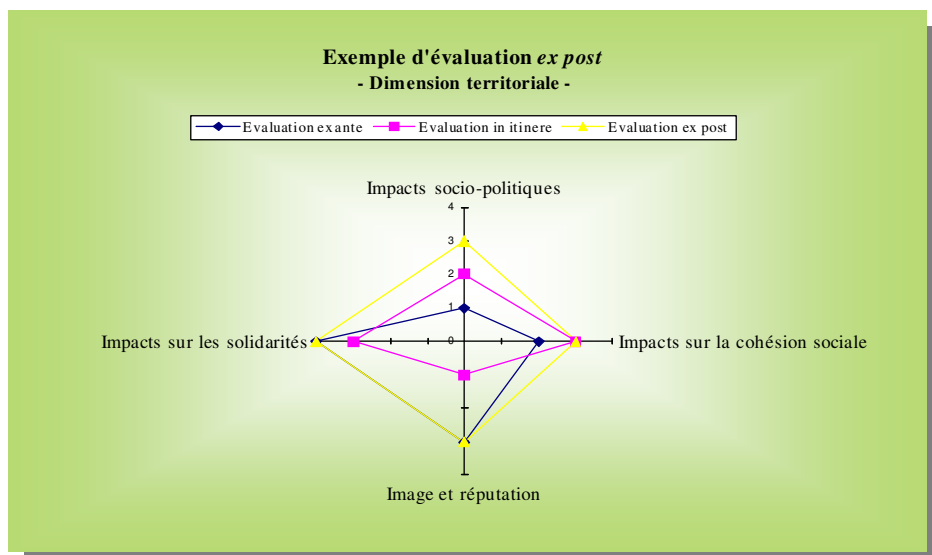 Exemple d'évaluation ex post
- Dimension territoriale -
Evaluation ex ante Evaluation in itinere Evaluation ex post
Impacts socio-politiques
4
3
2
1
0
Impacts sur les solidarités
Impacts sur la cohésion sociale
Image et réputation